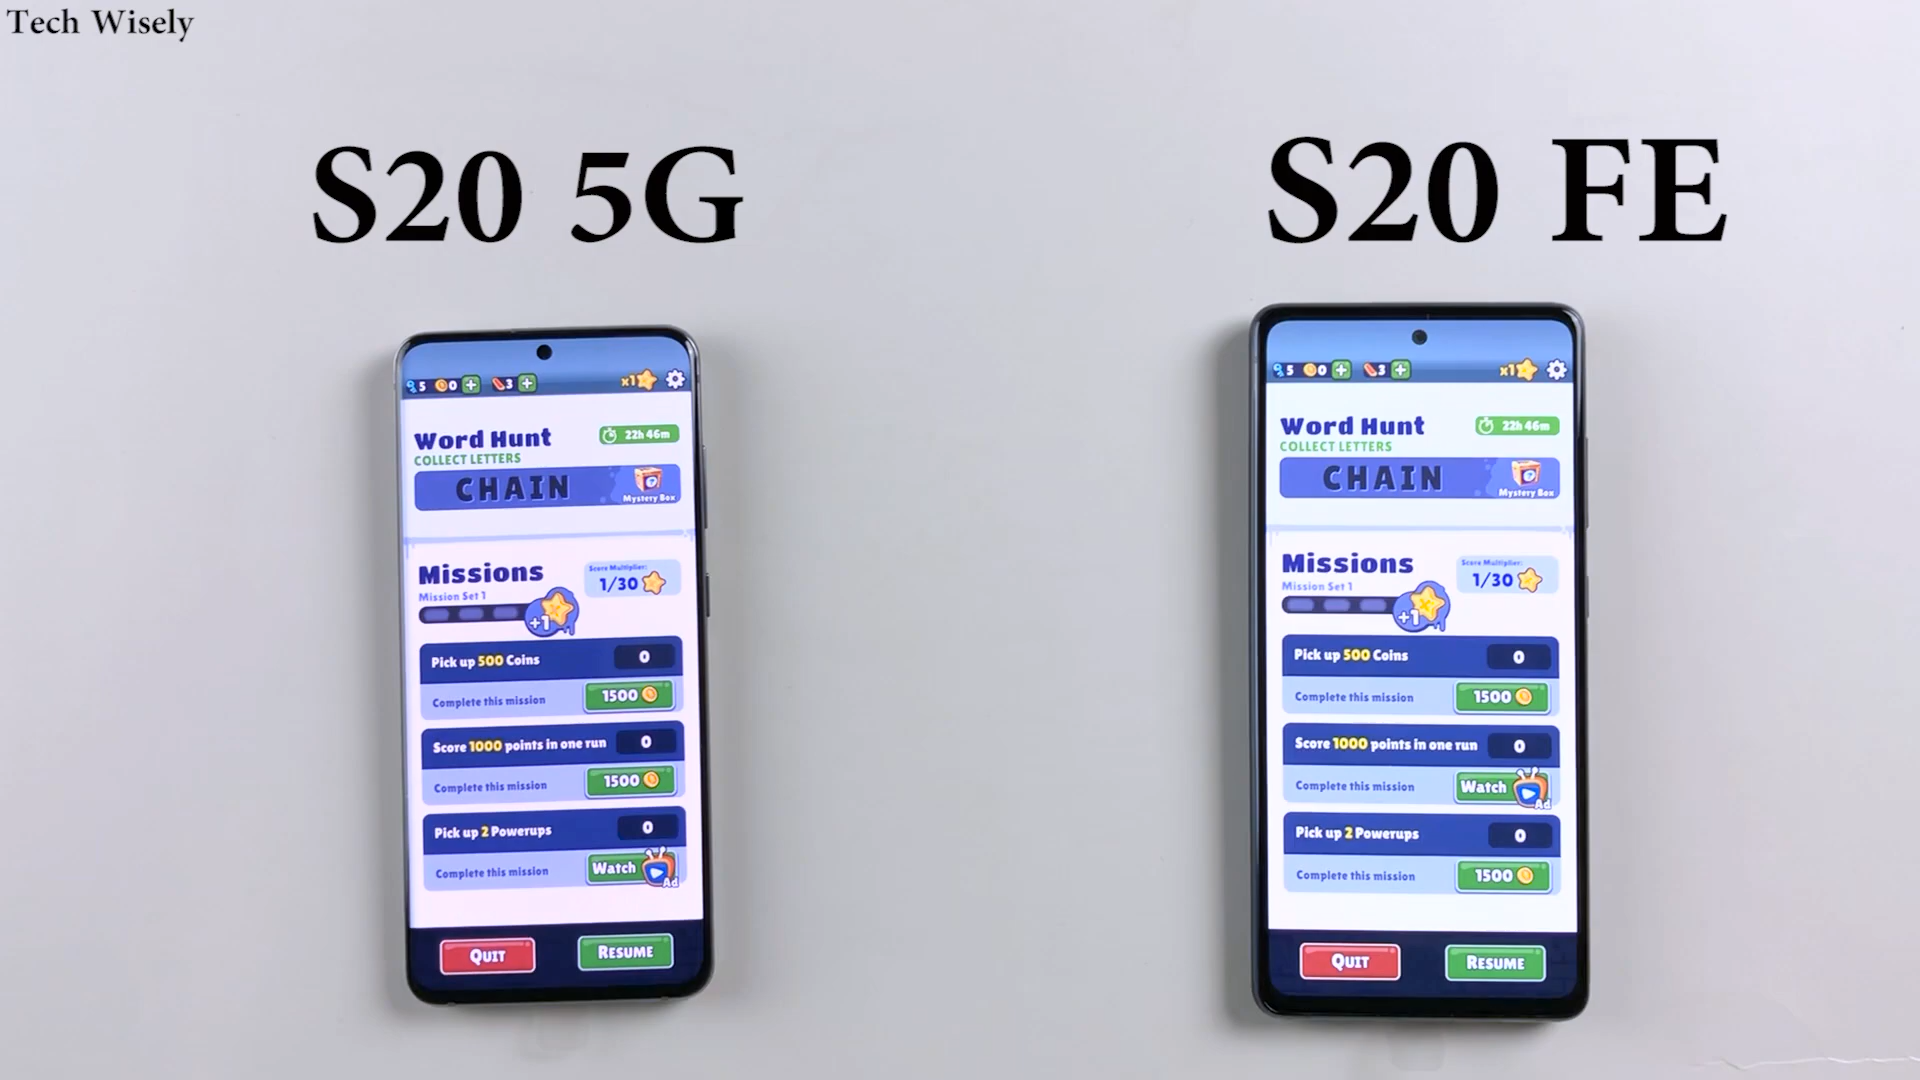 Tech Wisely
S20 5G
S20 FE
5 0 3 x1
Word Hunt
22h 46m
COLLECT LETTERS
CHAIN
Mystery Box
Missions
Score Multiplier:
1/30
Mission Set 1
+1
Pick up 500 Coins 0
Complete this mission 1500
Score 1000 points in one run 0
Complete this mission 1500
Pick up 2 Powerups 0
Complete this mission Watch
Ad
QUIT RESUME
5 0 3 x1
Word Hunt
22h 46m
COLLECT LETTERS
CHAIN
Mystery Box
Missions
Score Multiplier:
1/30
Mission Set 1
+1
Pick up 500 Coins 0
Complete this mission 1500
Score 1000 points in one run 0
Complete this mission Watch
Ad
Pick up 2 Powerups 0
Complete this mission 1500
QUIT RESUME